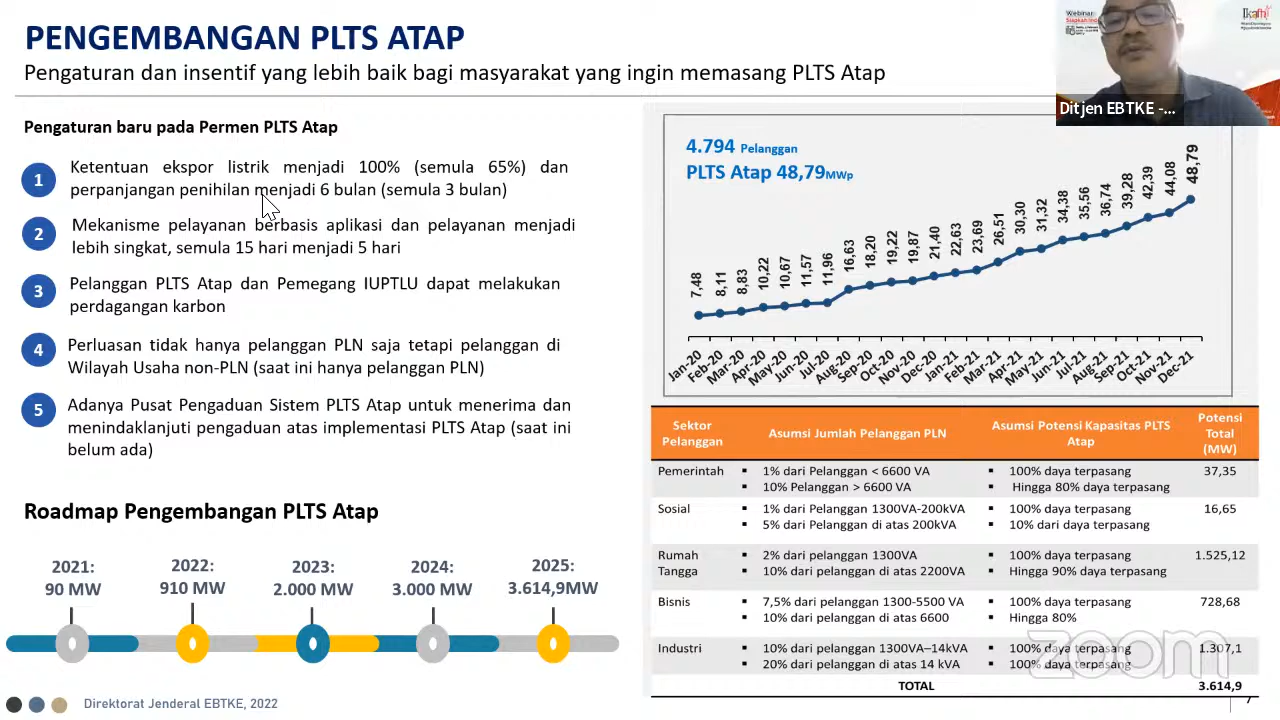 PENGEMBANGAN PLTS ATAP
Pengaturan dan insentif yang lebih baik bagi masyarakat yang ingin memasang PLTS Atap
Webinar
Ikafh
Ditjen EBTKE -...
Pengaturan baru pada Permen PLTS Atap
1
Ketentuan ekspor listrik menjadi 100% (semula 65%) dan
perpanjangan penihilan menjadi 6 bulan (semula 3 bulan)
2
Mekanisme pelayanan berbasis aplikasi dan pelayanan menjadi
lebih singkat, semula 15 hari menjadi 5 hari
3
Pelanggan PLTS Atap dan Pemegang IUPTLU dapat melakukan
perdagangan karbon
4
Perluasan tidak hanya pelanggan PLN saja tetapi pelanggan di
Wilayah Usaha non-PLN (saat ini hanya pelanggan PLN)
5
Adanya Pusat Pengaduan Sistem PLTS Atap untuk menerima dan
menindaklanjuti pengaduan atas implementasi PLTS Atap (saat ini
belum ada)
Roadmap Pengembangan PLTS Atap
2021: 2022: 2023: 2024: 2025:
90 MW 910 MW 2.000 MW 3.000 MW 3.614,9MW
Direktorat Jenderal EBTKE, 2022
4.794 Pelanggan
PLTS Atap 48,79MWp
7,48 8,11 8,83 10,22 10,67 11,57 11,96 16,63 18,20 19,22 19,87 21,40 22,63 23,69 26,51 30,30 31,32 34,38 35,56 36,74 39,28 42,39 44,08 48,79
Jan-20 Feb-20 Mar-20 Apr-20 May-20 Jun-20 Jul-20 Aug-20 Sep-20 Oct-20 Nov-20 Dec-20 Jan-21 Feb-21 Mar-21 Apr-21 May-21 Jun-21 Jul-21 Aug-21 Sep-21 Oct-21 Nov-21 Dec-21
Sektor Pelanggan Asumsi Jumlah Pelanggan PLN Asumsi Potensi Kapasitas PLTS Atap Potensi Total (MW)
Pemerintah ▪ 1% dari Pelanggan < 6600 VA ▪ 100% daya terpasang 37,35
▪ 10% Pelanggan > 6600 VA ▪ Hingga 80% daya terpasang
Sosial ▪ 1% dari Pelanggan 1300VA-200kVA ▪ 100% daya terpasang 16,65
▪ 5% dari Pelanggan di atas 200kVA ▪ 10% dari daya terpasang
Rumah ▪ 2% dari pelanggan 1300VA ▪ 100% daya terpasang 1.525,12
Tangga ▪ 10% dari pelanggan di atas 2200VA ▪ Hingga 90% daya terpasang
Bisnis ▪ 7,5% dari pelanggan 1300-5500 VA ▪ 100% daya terpasang 728,68
▪ 10% dari pelanggan di atas 6600 ▪ Hingga 80%
Industri ▪ 10% dari pelanggan 1300VA–14kVA ▪ 100% daya terpasang 1.307,1
▪ 20% dari pelanggan di atas 14 kVA ▪ 100% daya terpasang
TOTAL 3.614,9
zoom
7